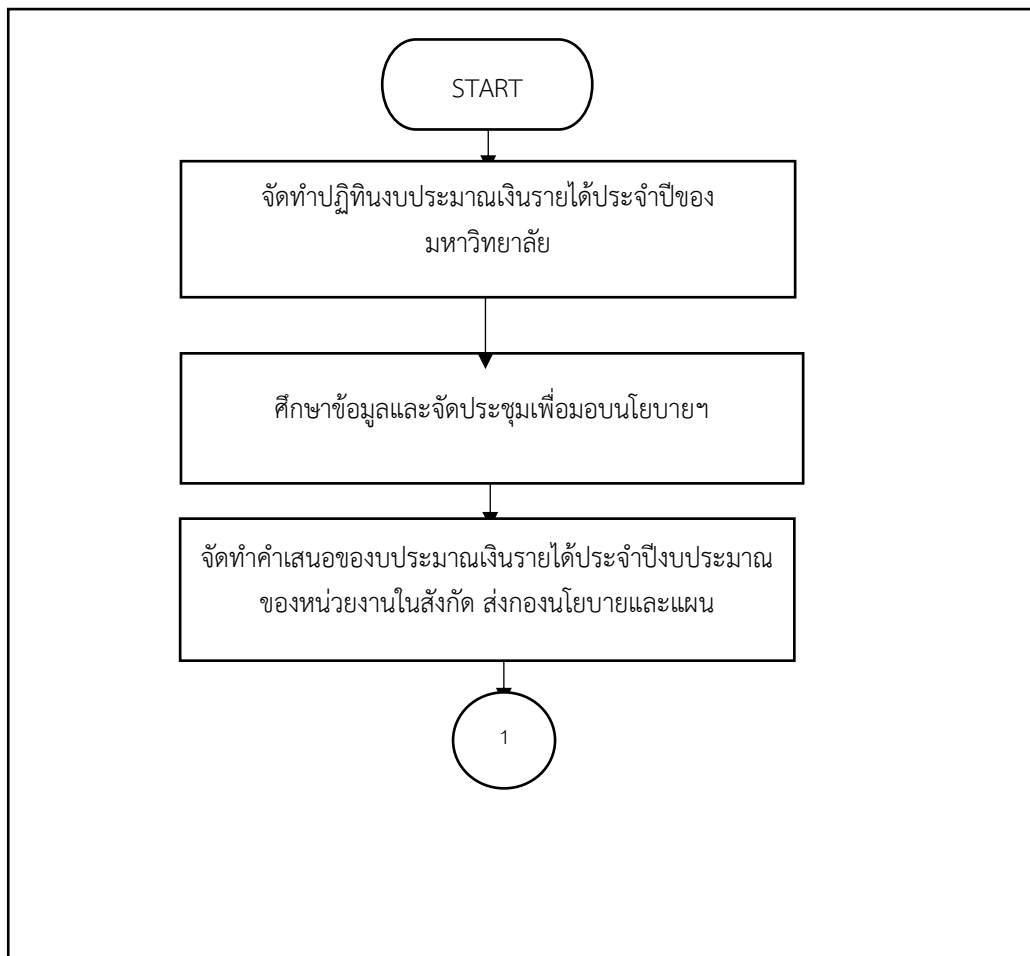 START
จัดทำปฏิทินงบประมาณเงินรายได้ประจำปีของ
มหาวิทยาลัย
ศึกษาข้อมูลและจัดประชุมเพื่อมอบนโยบายฯ
จัดทำคำเสนอของบประมาณเงินรายได้ประจำปีงบประมาณ
ของหน่วยงานในสังกัด ส่งกองนโยบายและแผน
1